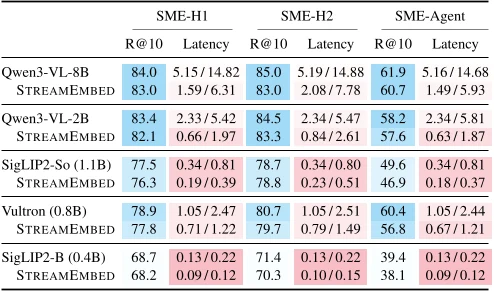 SME-H1 SME-H2 SME-Agent
R@10 Latency R@10 Latency R@10 Latency
Qwen3-VL-8B 84.0 5.15/14.82 85.0 5.19/14.88 61.9 5.16/14.68
STREAMEMBED 83.0 1.59/6.31 83.0 2.08/7.78 60.7 1.49/5.93
Qwen3-VL-2B 83.4 2.33/5.42 84.5 2.34/5.47 58.2 2.34/5.81
STREAMEMBED 82.1 0.66/1.97 83.3 0.84/2.61 57.6 0.63/1.87
SigLIP2-So (1.1B) 77.5 0.34/0.81 78.7 0.34/0.80 49.6 0.34/0.81
STREAMEMBED 76.3 0.19/0.39 78.8 0.23/0.51 46.9 0.18/0.37
Vultron (0.8B) 78.9 1.05/2.47 80.7 1.05/2.51 60.4 1.05/2.44
STREAMEMBED 77.8 0.71/1.22 79.7 0.79/1.49 56.8 0.67/1.21
SigLIP2-B (0.4B) 68.7 0.13/0.22 71.4 0.13/0.22 39.4 0.13/0.22
STREAMEMBED 68.2 0.09/0.12 70.3 0.10/0.15 38.1 0.09/0.12